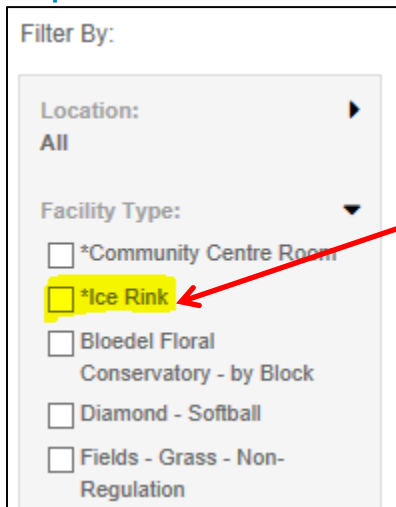 Filter By:
Location:
All
Facility Type:
*Community Centre Room
*Ice Rink
Bloedel Floral
Conservatory - by Block
Diamond - Softball
Fields - Grass - Non-
Regulation